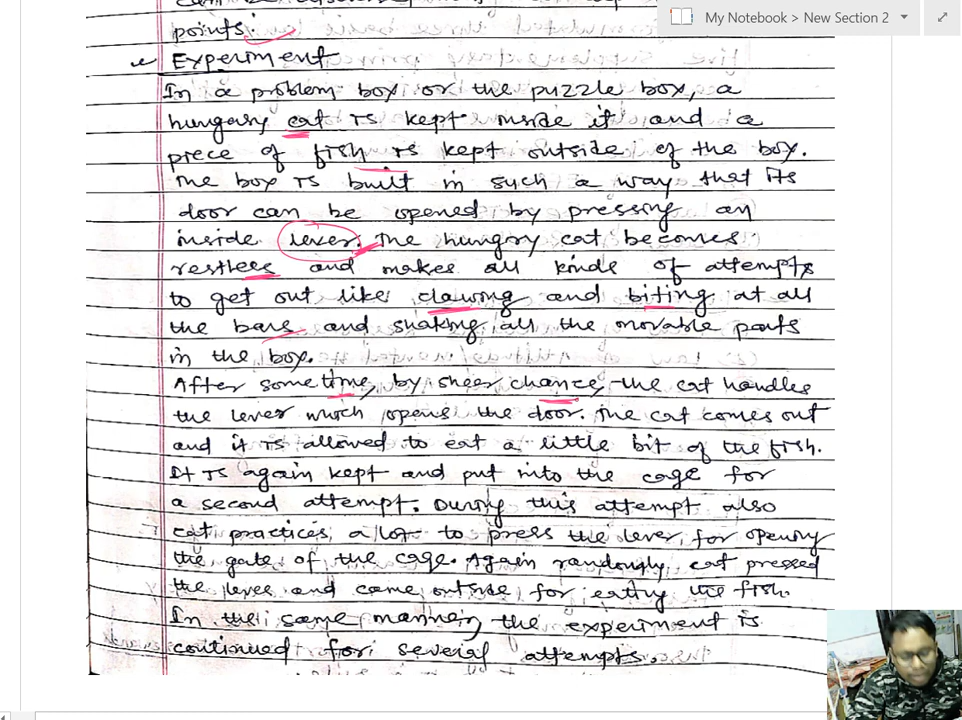 My Notebook > New Section 2
points.
Experiment
In a problem box or the puzzle box, a
hungary cat is kept inside it and a
piece of fish is kept outside of the box.
The box is built in such a way that its
door can be opened by pressing an
inside lever. The hungry cat becomes
restless and makes all kinds of attempts
to get out like clawing and biting at all
the bars and shaking all the movable parts
in the box.
After some time, by sheer chance, the cat handles
the lever which opens the door. The cat comes out
and it is allowed to eat a little bit of the fish.
It is again kept and put into the cage for
a second attempt. During this attempt also
cat practices a lot to press the lever for opening
the gate of the cage. Again randomly cat pressed
the lever and came outside for eating the fish.
In the same manner, the experiment is
continued for several attempts.